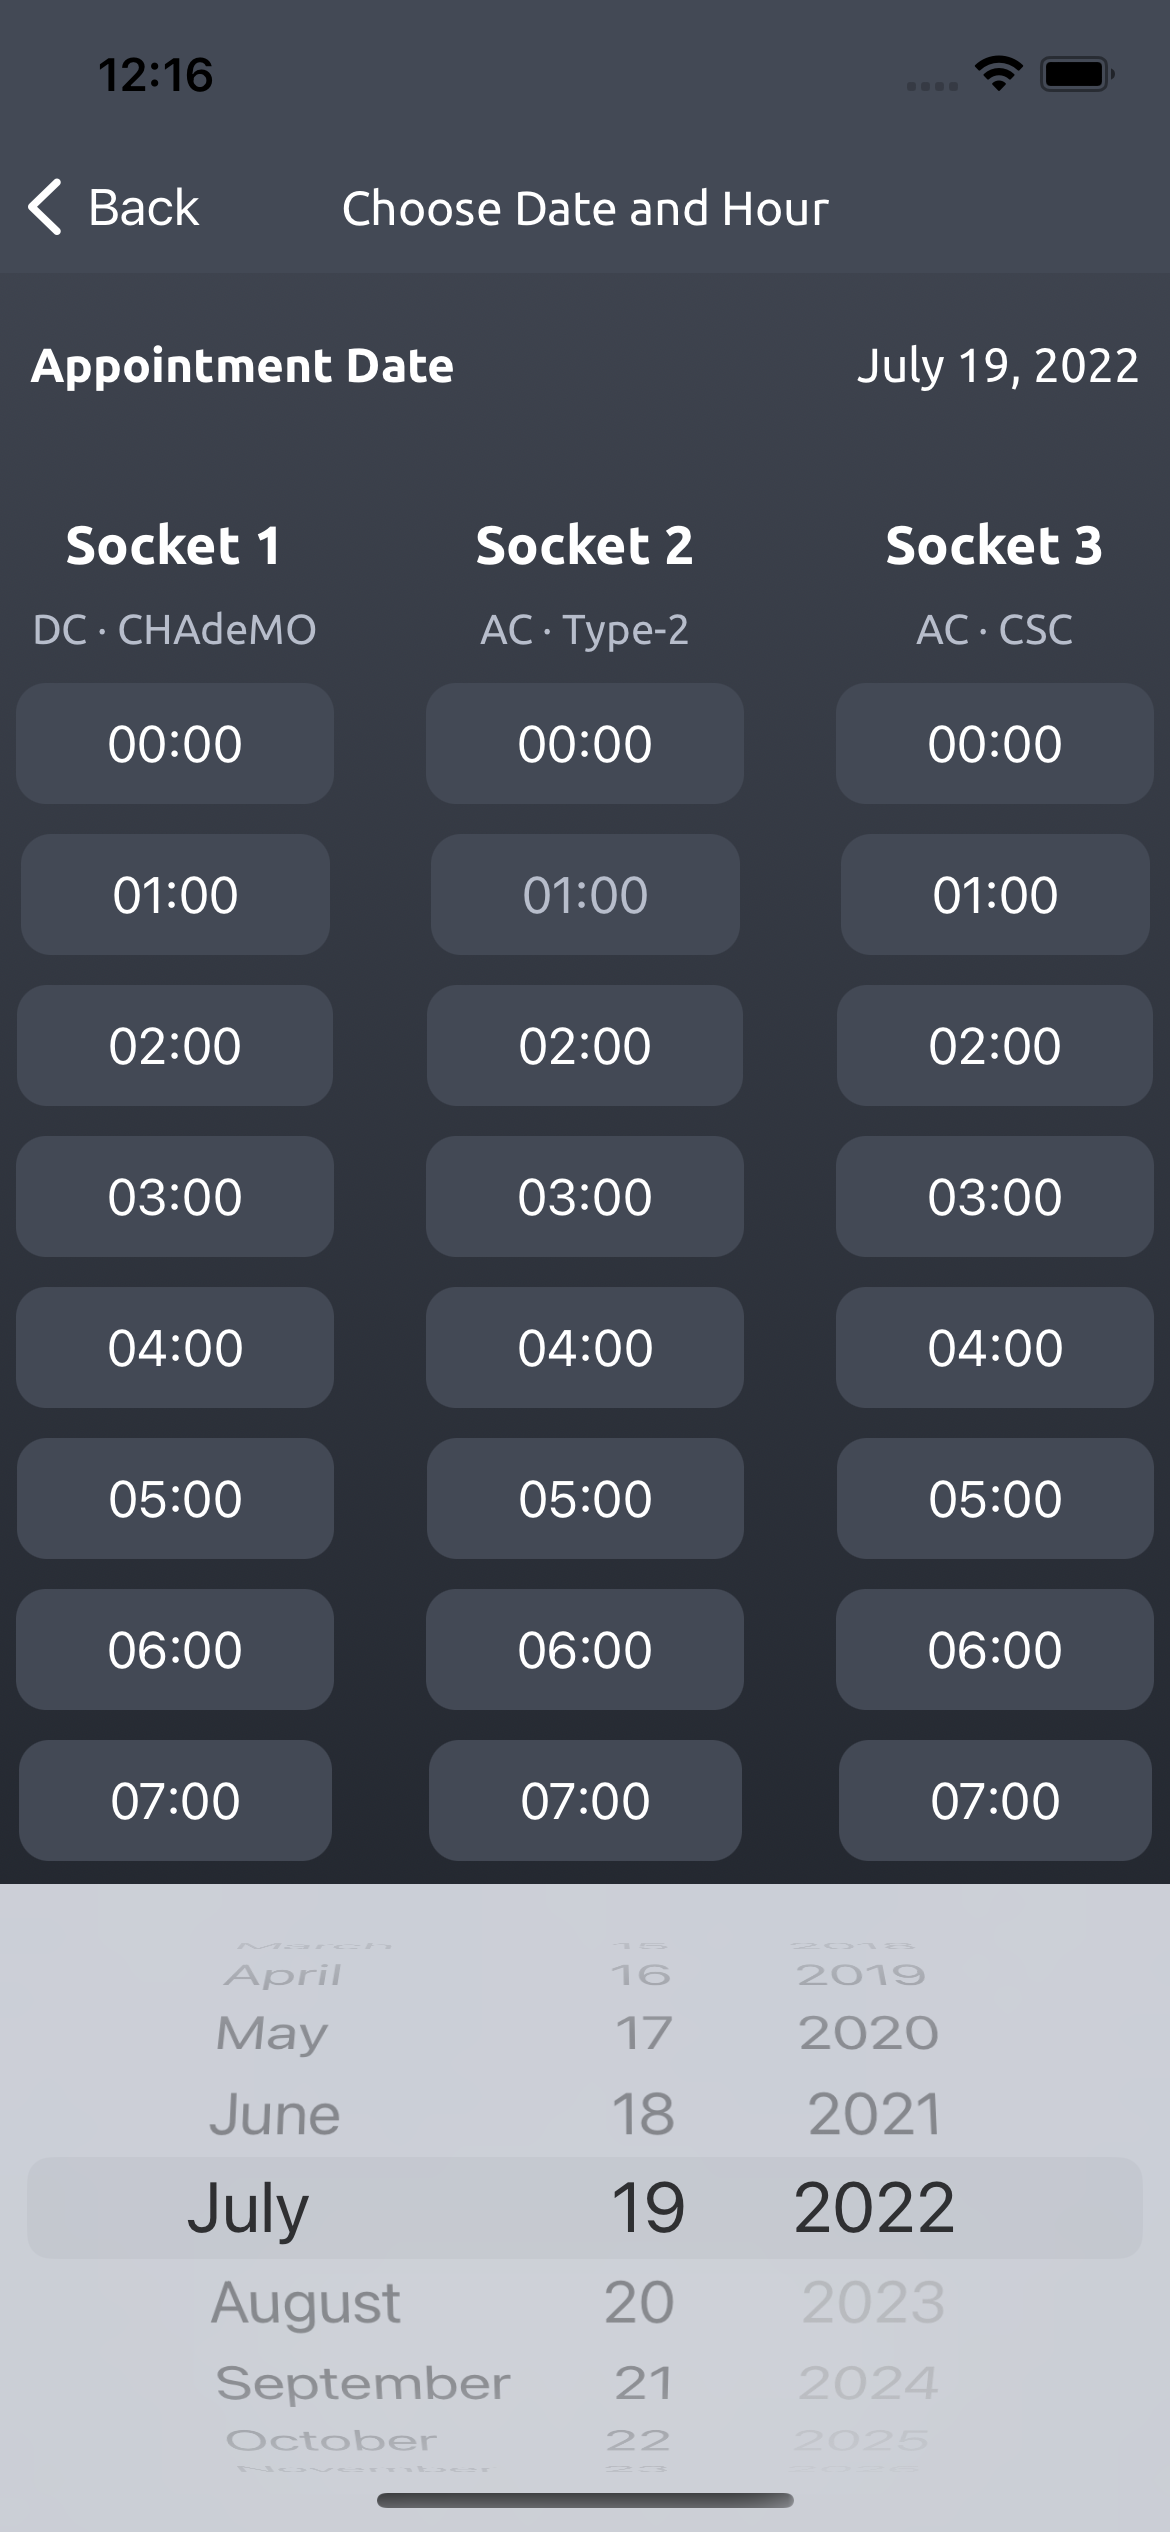 12:16
Back Choose Date and Hour
Appointment Date July 19, 2022
Socket 1 Socket 2 Socket 3
DC · CHAdeMO AC · Type-2 AC · CSC
00:00 00:00 00:00
01:00 01:00 01:00
02:00 02:00 02:00
03:00 03:00 03:00
04:00 04:00 04:00
05:00 05:00 05:00
06:00 06:00 06:00
07:00 07:00 07:00
March 15 2018
April 16 2019
May 17 2020
June 18 2021
July 19 2022
August 20 2023
September 21 2024
October 22 2025
November 23 2026